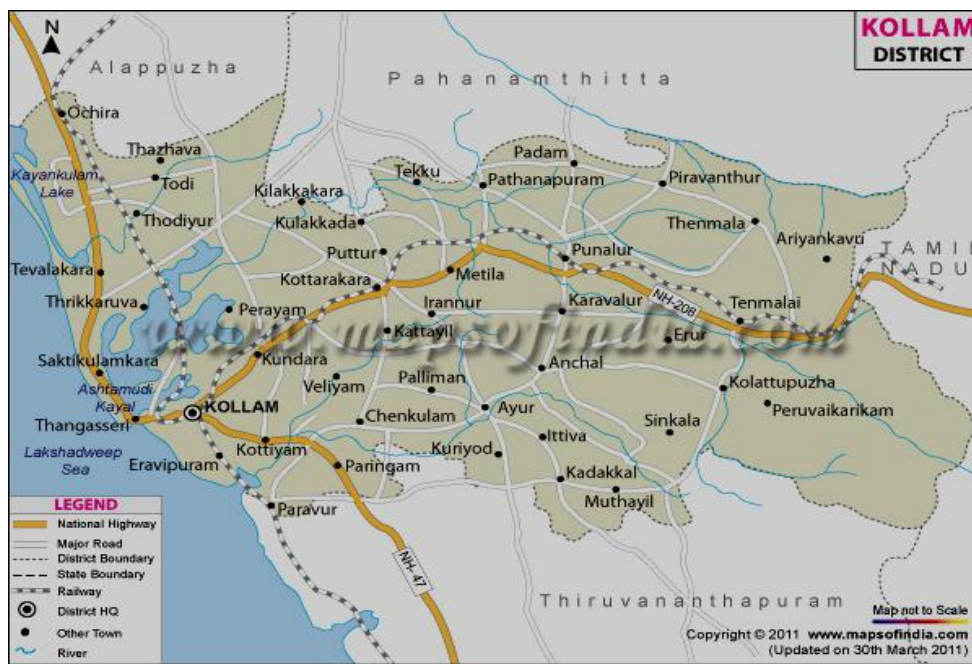 KOLLAM
DISTRICT
N
Alappuzha
Pahanamthitta
Ochira
Thazhava
Todi
Kayankulam
Lake
Kilakkakara
Tekku
Padam
Pathanapuram
Piravanthur
Thodiyur
Kulakkada
Thenmala
Ariyankavu
TAMIL
NADU
Puttur
Punalur
Tevalakara
Kottarakara
Metila
Thrikkaruva
Perayam
Irannur
Karavalur
NH-208
Tenmalai
www.mapsofindia.com
Kattayil
Erur
Saktikulamkara
Kundara
Anchal
Veliyam
Palliman
Kolattupuzha
Ashtamudi
Kayal
KOLLAM
Chenkulam
Ayur
Peruvaikarikam
Thangasseri
Sinkala
Lakshadweep
Sea
Kottiyam
Kuriyod
Ittiva
Eravipuram
Paringam
Kadakkal
Muthayil
Paravur
NH-47
Thiruvananthapuram
LEGEND
National Highway
Major Road
District Boundary
State Boundary
Railway
District HQ
Other Town
River
Map not to Scale
Copyright © 2011 www.mapsofindia.com
(Updated on 30th March 2011)